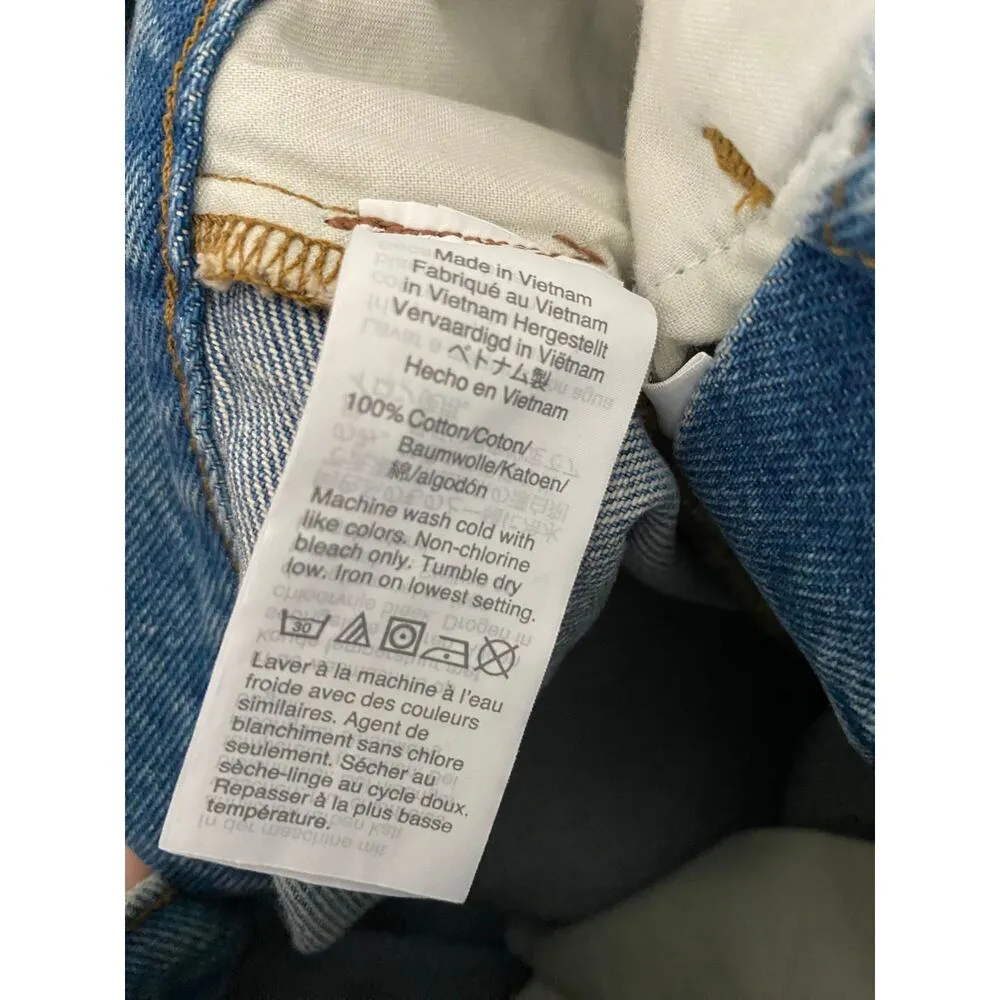 Made in Vietnam
Fabriqué au Vietnam
in Vietnam Hergestellt
Vervaardigd in Viëtnam
ベトナム製
Hecho en Vietnam
100% Cotton/Coton/
Baumwolle/Katoen/
綿/algodón
Machine wash cold with
like colors. Non-chlorine
bleach only. Tumble dry
low. Iron on lowest setting.
30
Laver à la machine à l'eau
froide avec des couleurs
similaires. Agent de
blanchiment sans chlore
seulement. Sécher au
sèche-linge au cycle doux.
Repasser à la plus basse
température.